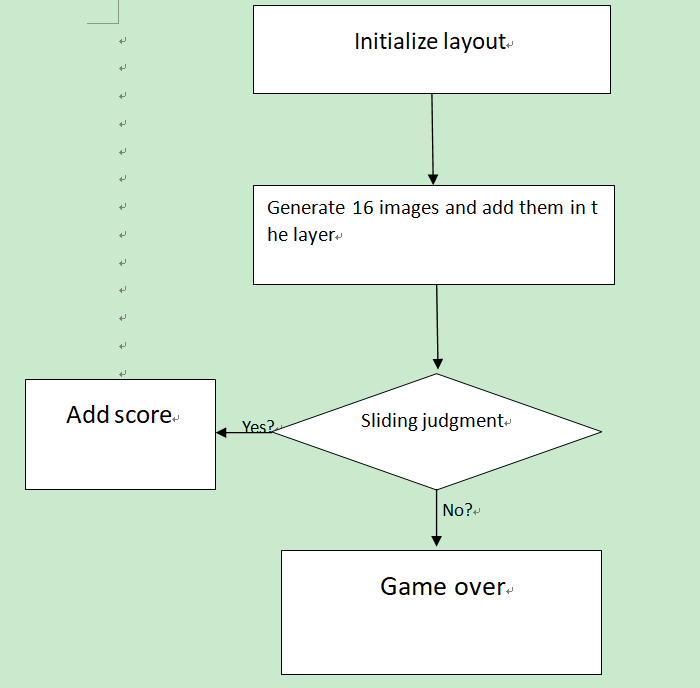 Initialize layout
Generate 16 images and add them in t
he layer
Sliding judgment
Yes?
Add score
No?
Game over